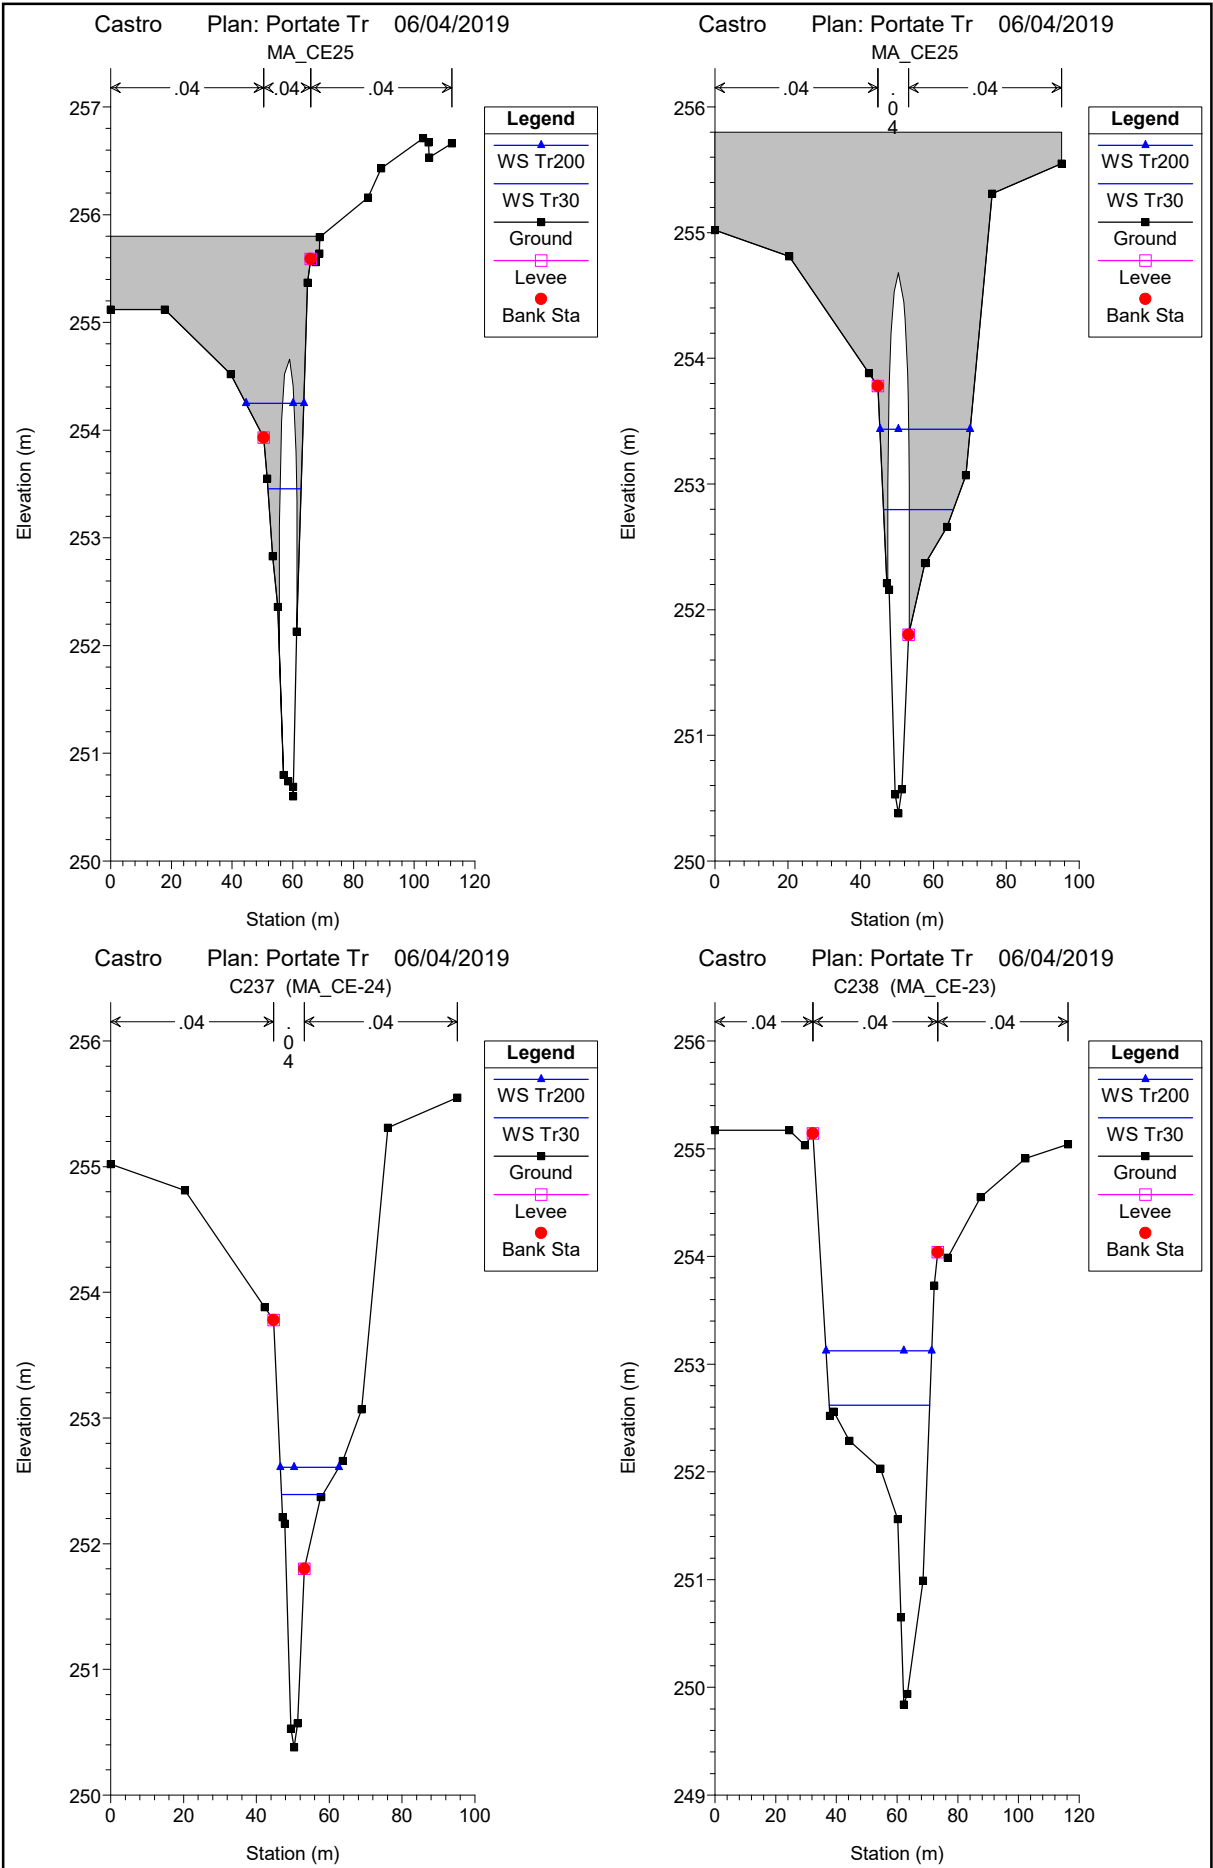 Castro Plan: Portate Tr 06/04/2019
MA_CE25
.04 .04 .04
257
256
255
254
253
252
251
250
0 20 40 60 80 100 120
Station (m)
Elevation (m)
Legend
WS Tr200
WS Tr30
Ground
Levee
Bank Sta
Castro Plan: Portate Tr 06/04/2019
MA_CE25
.04 .04 .04
256
255
254
253
252
251
250
0 20 40 60 80 100
Station (m)
Elevation (m)
Legend
WS Tr200
WS Tr30
Ground
Levee
Bank Sta
Castro Plan: Portate Tr 06/04/2019
C237 (MA_CE-24)
.04 .04 .04
256
255
254
253
252
251
250
0 20 40 60 80 100
Station (m)
Elevation (m)
Legend
WS Tr200
WS Tr30
Ground
Levee
Bank Sta
Castro Plan: Portate Tr 06/04/2019
C238 (MA_CE-23)
.04 .04 .04
256
255
254
253
252
251
250
249
0 20 40 60 80 100 120
Station (m)
Elevation (m)
Legend
WS Tr200
WS Tr30
Ground
Levee
Bank Sta